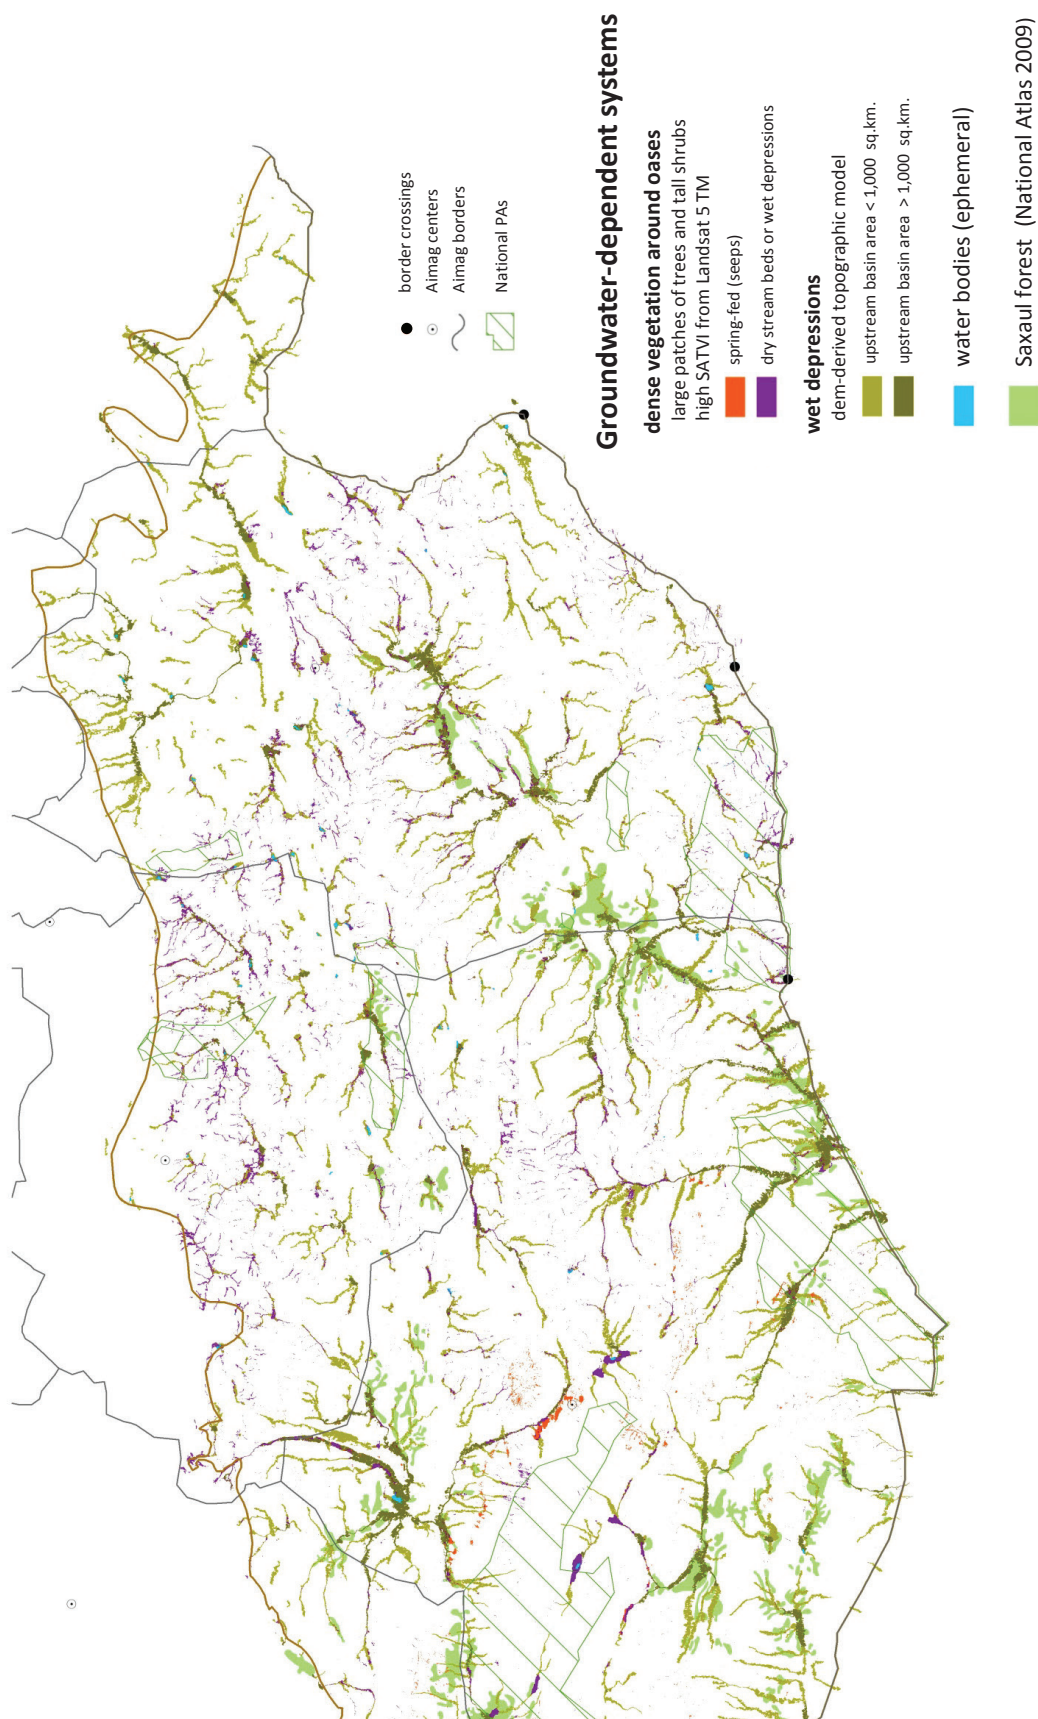 border crossings
Aimag centers
Aimag borders
National PAs
Groundwater-dependent systems
dense vegetation around oases
large patches of trees and tall shrubs
high SATVI from Landsat 5 TM
spring-fed (seeps)
dry stream beds or wet depressions
wet depressions
dem-derived topographic model
upstream basin area < 1,000 sq.km.
upstream basin area > 1,000 sq.km.
water bodies (ephemeral)
Saxaul forest (National Atlas 2009)